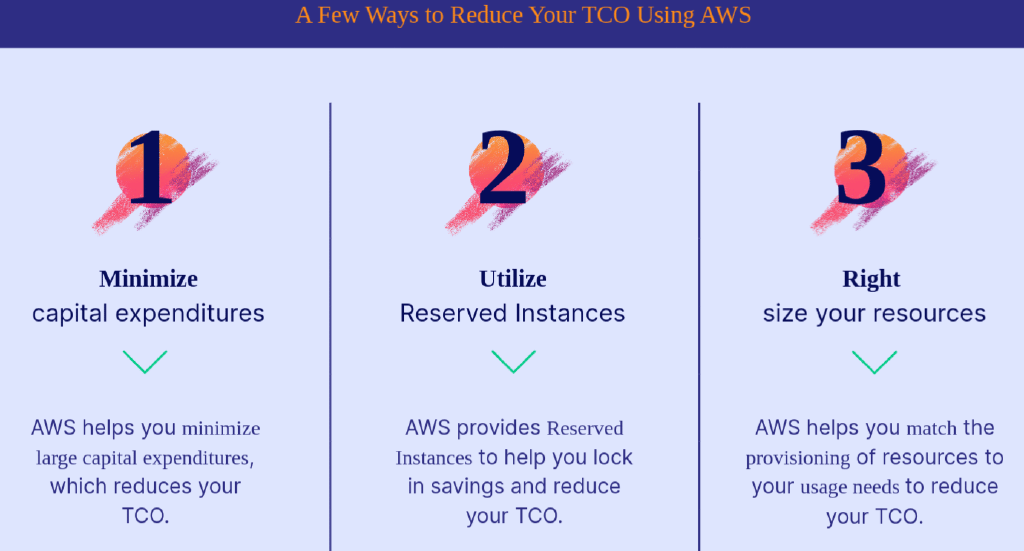 A Few Ways to Reduce Your TCO Using AWS
1
Minimize
capital expenditures
AWS helps you minimize
large capital expenditures,
which reduces your
TCO.
2
Utilize
Reserved Instances
AWS provides Reserved
Instances to help you lock
in savings and reduce
your TCO.
3
Right
size your resources
AWS helps you match the
provisioning of resources to
your usage needs to reduce
your TCO.